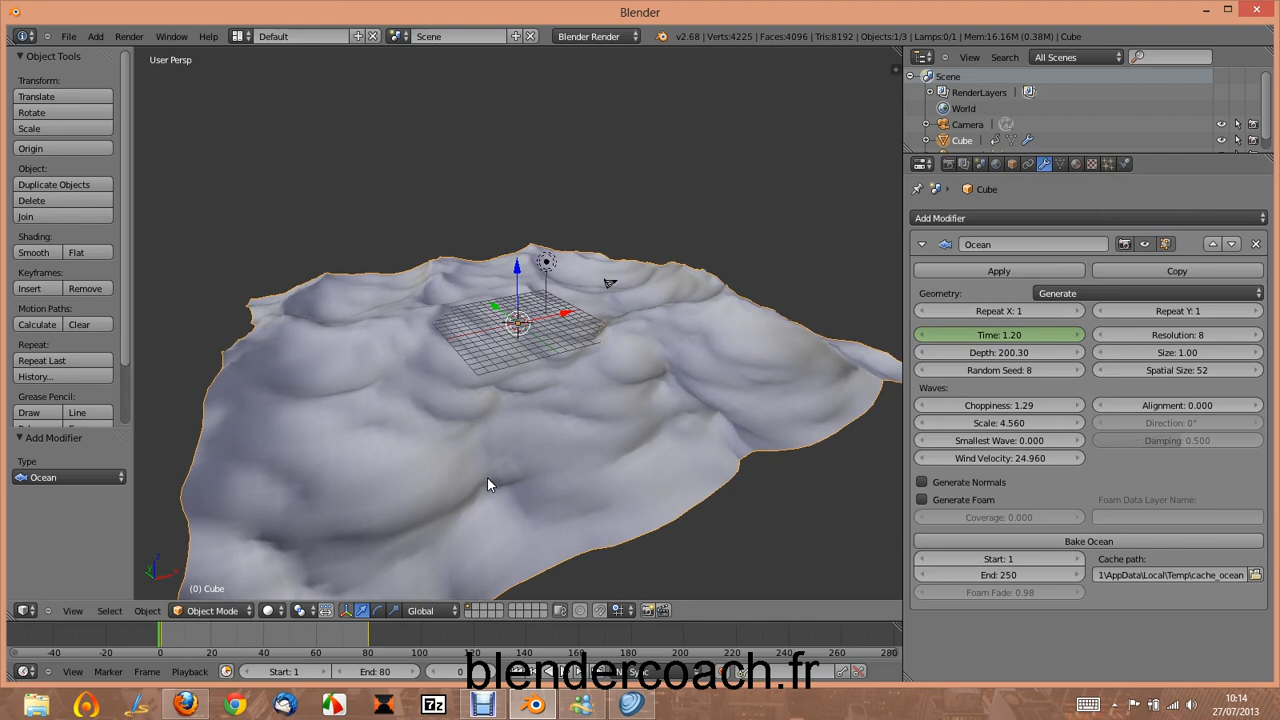 Blender
File Add Render Window Help Default Scene Blender Render v2.68 | Verts:4225 | Faces:4096 | Tris:8192 | Objects:1/3 | Lamps:0/1 | Mem:16.16M (0.38M) | Cube
Object Tools
Transform:
Translate
Rotate
Scale
Origin
Object:
Duplicate Objects
Delete
Join
Shading:
Smooth Flat
Keyframes:
Insert Remove
Motion Paths:
Calculate Clear
Repeat:
Repeat Last
History...
Grease Pencil:
Draw Line
Add Modifier
Type
Ocean
User Persp
(0) Cube
View Select Object Object Mode Global
View Search All Scenes
Scene
RenderLayers
World
Camera
Cube
Cube
Add Modifier
Ocean
Apply Copy
Geometry: Generate
Repeat X: 1 Repeat Y: 1
Time: 1.20 Resolution: 8
Depth: 200.30 Size: 1.00
Random Seed: 8 Spatial Size: 52
Waves:
Choppiness: 1.29 Alignment: 0.000
Scale: 4.560 Direction: 0°
Smallest Wave: 0.000 Damping: 0.500
Wind Velocity: 24.960
Generate Normals
Generate Foam Foam Data Layer Name:
Coverage: 0.000
Bake Ocean
Start: 1 Cache path:
End: 250 1\AppData\Local\Temp\cache_ocean
Foam Fade: 0.98
-40 -20 0 20 40 60 80 100 120 140 160 180 200 220 240 260 280
View Marker Frame Playback Start: 1 End: 80 0
blendercoach.fr
7z
10:14
27/07/2013